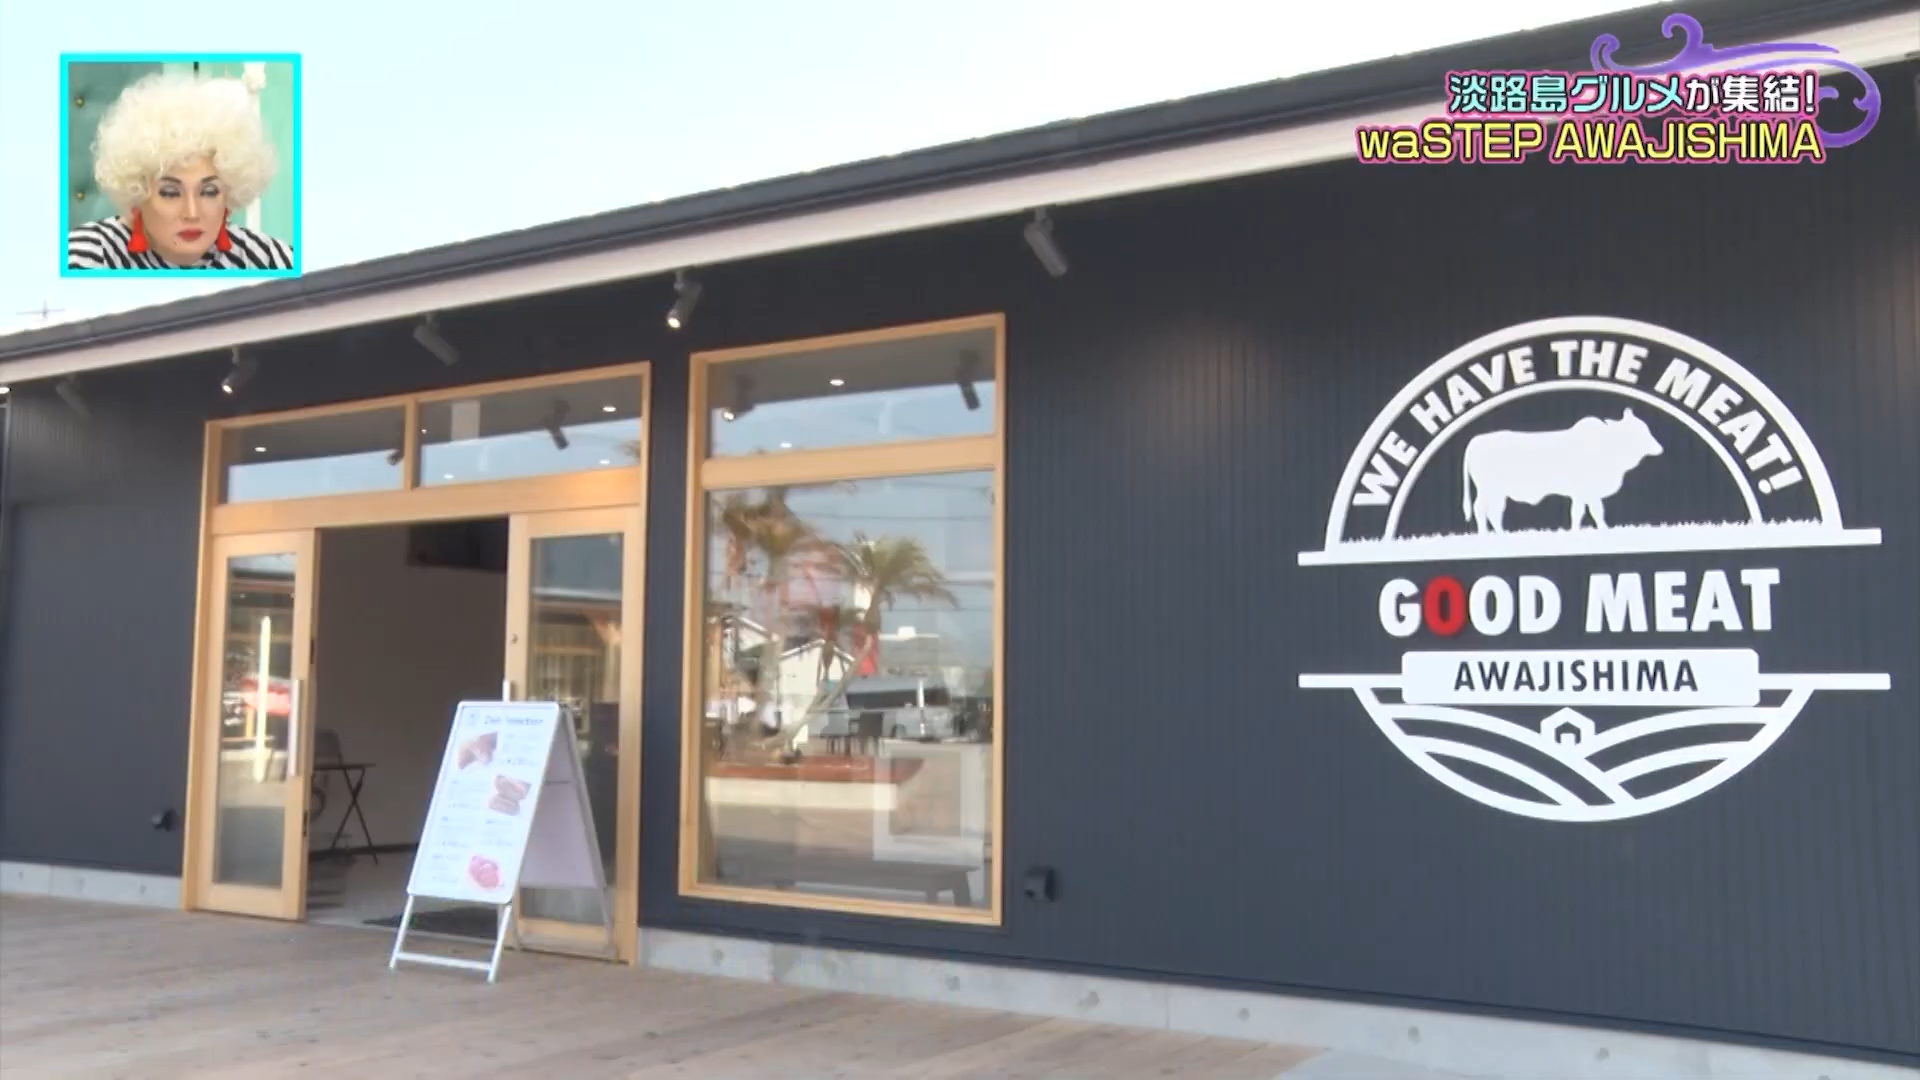 淡路島グルメが集結!
waSTEP AWAJISHIMA
WE HAVE THE MEAT!
GOOD MEAT
AWAJISHIMA